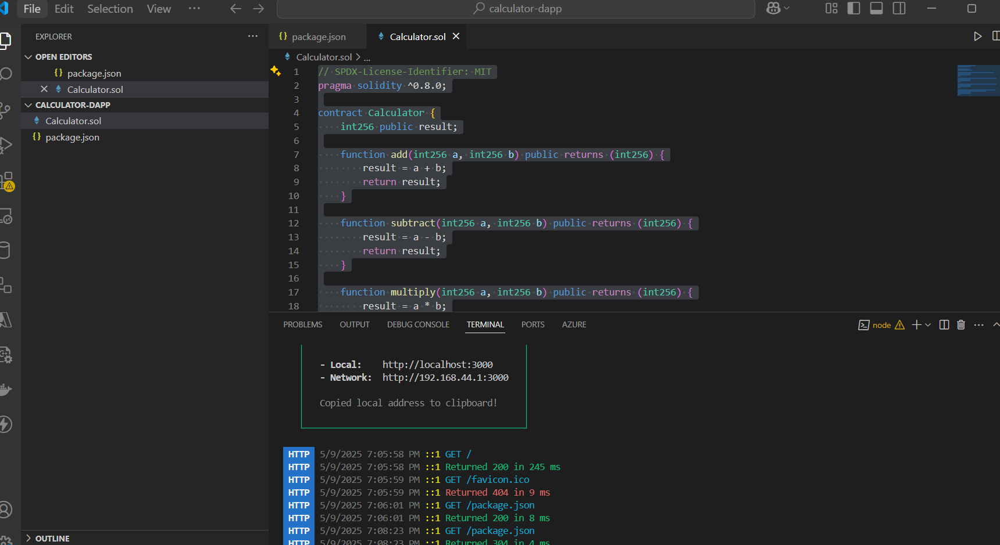 File Edit Selection View ··· calculator-dapp
EXPLORER
OPEN EDITORS
package.json
Calculator.sol
CALCULATOR-DAPP
Calculator.sol
package.json
OUTLINE
package.json Calculator.sol
Calculator.sol > ...
1 // SPDX-License-Identifier: MIT
2 pragma solidity ^0.8.0;
3
4 contract Calculator {
5 int256 public result;
6
7 function add(int256 a, int256 b) public returns (int256) {
8 result = a + b;
9 return result;
10 }
11
12 function subtract(int256 a, int256 b) public returns (int256) {
13 result = a - b;
14 return result;
15 }
16
17 function multiply(int256 a, int256 b) public returns (int256) {
18 result = a * b;
PROBLEMS OUTPUT DEBUG CONSOLE TERMINAL PORTS AZURE node
- Local: http://localhost:3000
- Network: http://192.168.44.1:3000
Copied local address to clipboard!
HTTP 5/9/2025 7:05:58 PM ::1 GET /
HTTP 5/9/2025 7:05:58 PM ::1 Returned 200 in 245 ms
HTTP 5/9/2025 7:05:59 PM ::1 GET /favicon.ico
HTTP 5/9/2025 7:05:59 PM ::1 Returned 404 in 9 ms
HTTP 5/9/2025 7:06:01 PM ::1 GET /package.json
HTTP 5/9/2025 7:06:01 PM ::1 Returned 200 in 8 ms
HTTP 5/9/2025 7:08:23 PM ::1 GET /package.json
HTTP 5/9/2025 7:08:23 PM ::1 Returned 304 in 4 ms